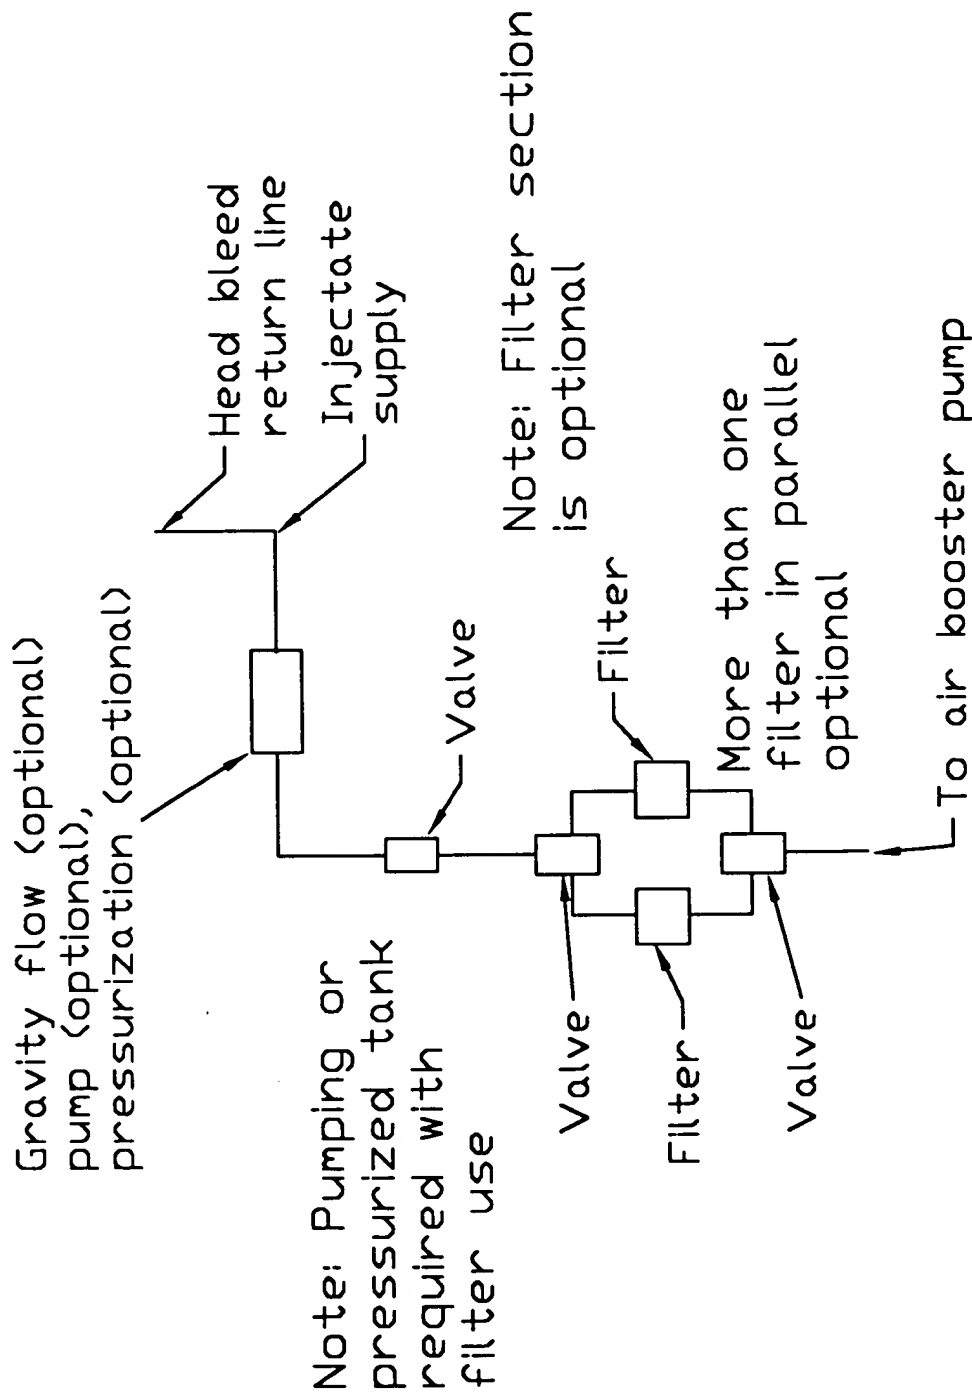 Gravity flow (optional)
pump (optional),
pressurization (optional)
Head bleed
return line
Injectate
supply
Note: Pumping or
pressurized tank
required with
filter use
Valve
Note: Filter section
is optional
Valve
Filter
Filter
More than one
filter in parallel
optional
Valve
To air booster pump